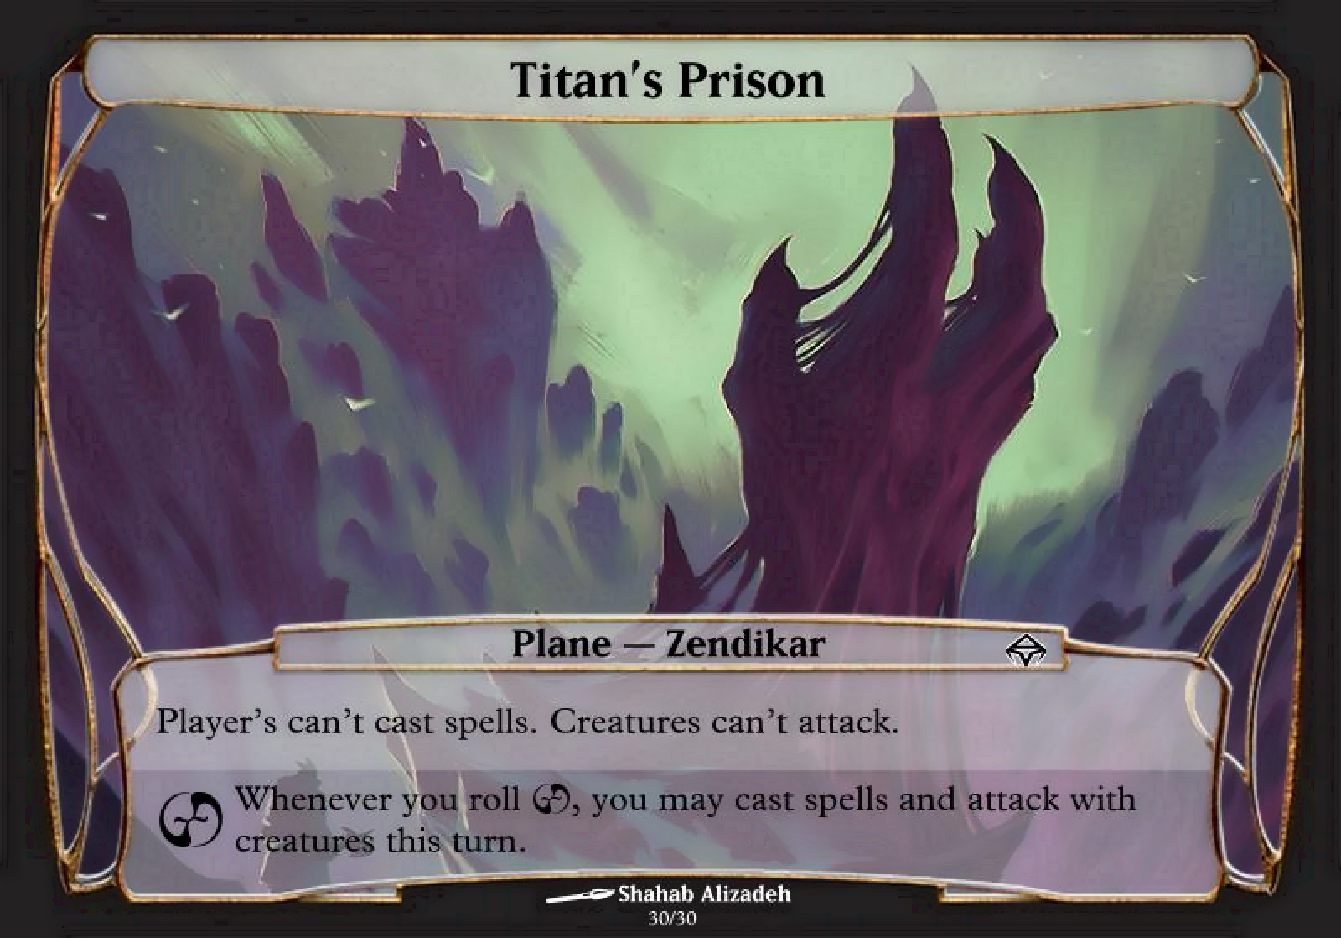 Titan's Prison
Plane — Zendikar
Player's can't cast spells. Creatures can't attack.
Whenever you roll , you may cast spells and attack with
creatures this turn.
Shahab Alizadeh
30/30